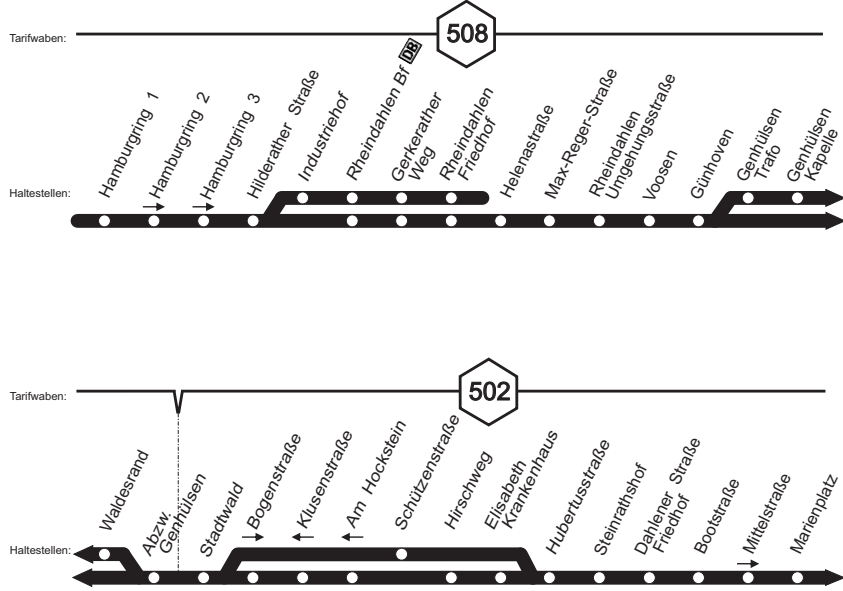 Tarifwaben:
508
Hamburgring 1
Hamburgring 2
Hamburgring 3
Hilderather Straße
Industriehof
Rheindahlen Bf DB
Gerkerather
Weg
Rheindahlen
Friedhof
Helenastraße
Max-Reger-Straße
Rheindahlen
Umgehungsstraße
Voosen
Günhoven
Genhülsen
Trafo
Genhülsen
Kapelle
Haltestellen:
Tarifwaben:
502
Waldesrand
Abzw.
Genhülsen
Stadtwald
Bogenstraße
Klusenstraße
Am Hockstein
Schützenstraße
Hirschweg
Elisabeth
Krankenhaus
Hubertusstraße
Steinrathshof
Dahlener Straße
Friedhof
Bootstraße
Mittelstraße
Marienplatz
Haltestellen: